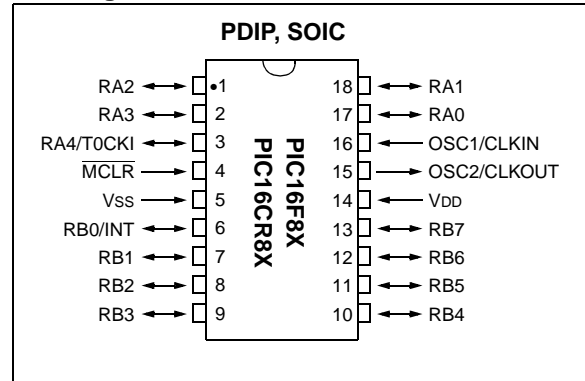 PDIP, SOIC
RA2 •1 18 RA1
RA3 2 17 RA0
RA4/T0CKI 3 16 OSC1/CLKIN
MCLR 4 15 OSC2/CLKOUT
VSS 5 14 VDD
RB0/INT 6 13 RB7
RB1 7 12 RB6
RB2 8 11 RB5
RB3 9 10 RB4
PIC16F8X
PIC16CR8X